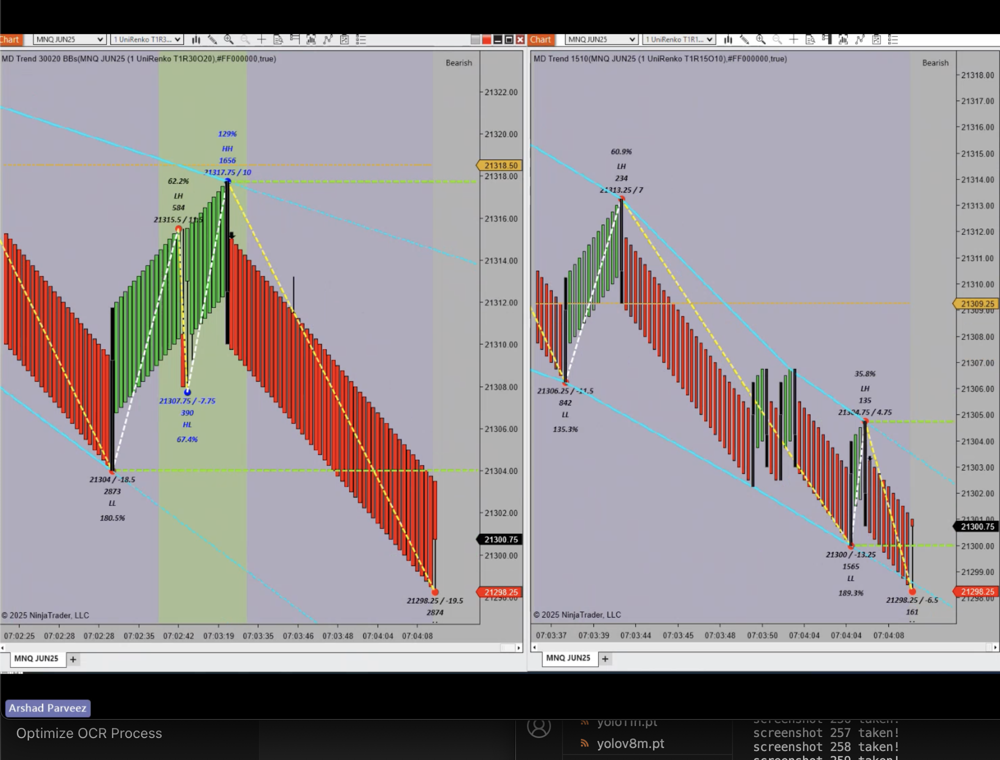 Chart
MNQ JUN25
1 UniRenko T1R3...
MD Trend 30020 BBs(MNQ JUN25 (1 UniRenko T1R30O20),#FF000000,true)
Bearish
21322.00
21320.00
21318.50
21318.00
21316.00
21314.00
21312.00
21310.00
21308.00
21306.00
21304.00
21302.00
21300.75
21300.00
21298.25
129%
HH
1656
21317.75 / 10
62.2%
LH
584
21315.5 / 11.5
21307.75 / -7.75
390
HL
67.4%
21304 / -18.5
2873
LL
180.5%
21298.25 / -19.5
2874
© 2025 NinjaTrader, LLC
07:02:25
07:02:28
07:02:28
07:02:35
07:02:42
07:03:19
07:03:35
07:03:46
07:03:48
07:04:04
07:04:08
MNQ JUN25
+
Chart
MNQ JUN25
1 UniRenko T1R1...
MD Trend 1510(MNQ JUN25 (1 UniRenko T1R15O10),#FF000000,true)
Bearish
21318.00
21317.00
21316.00
21315.00
21314.00
21313.00
21312.00
21311.00
21310.00
21309.25
21309.00
21308.00
21307.00
21306.00
21305.00
21304.00
21303.00
21302.00
21301.00
21300.75
21300.00
21299.00
21298.25
60.9%
LH
234
21313.25 / 7
21306.25 / -11.5
842
LL
135.3%
35.8%
LH
135
21304.75 / 4.75
21300 / -13.25
1565
LL
189.3%
21298.25 / -6.5
161
© 2025 NinjaTrader, LLC
07:03:37
07:03:39
07:03:44
07:03:45
07:03:48
07:03:50
07:04:04
07:04:04
07:04:08
MNQ JUN25
+
Arshad Parveez
Optimize OCR Process
yolo11n.pt
yolov8m.pt
screenshot 256 taken!
screenshot 257 taken!
screenshot 258 taken!
screenshot 259 taken!